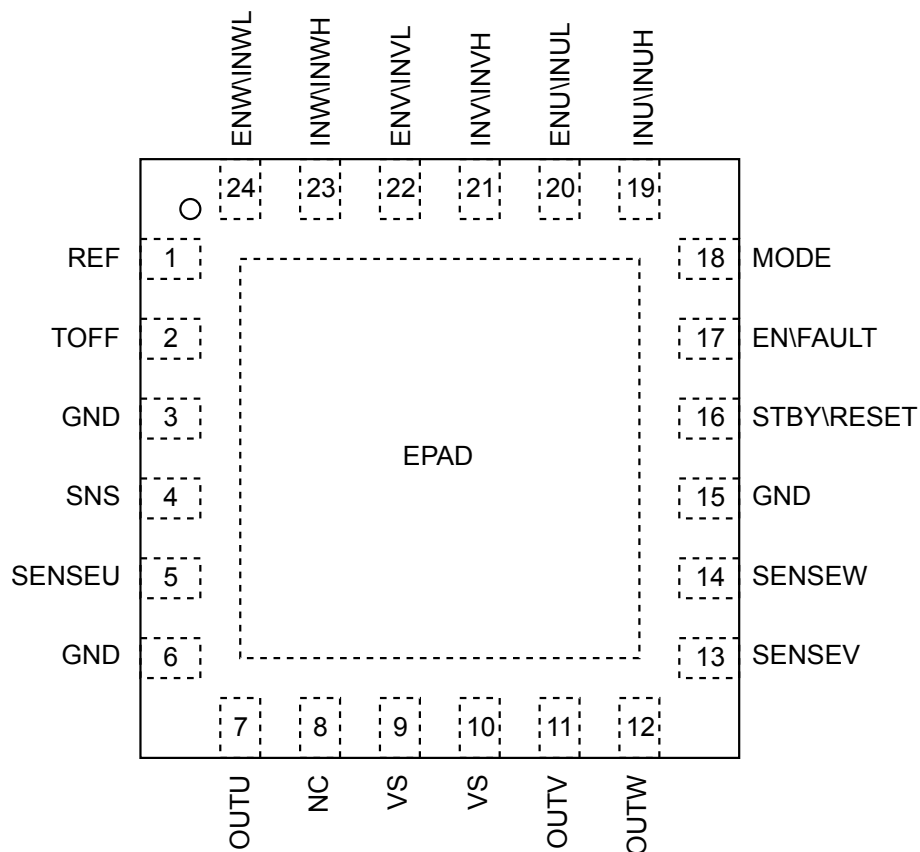 ENW\INWL
INW\INWH
ENV\INVL
INV\INVH
ENU\INUL
INU\INUH
24 23 22 21 20 19
REF 1 18 MODE
TOFF 2 17 EN\FAULT
GND 3 16 STBY\RESET
EPAD
SNS 4 15 GND
SENSEU 5 14 SENSEW
GND 6 13 SENSEV
7 8 9 10 11 12
OUTU
NC
VS
VS
OUTV
OUTW